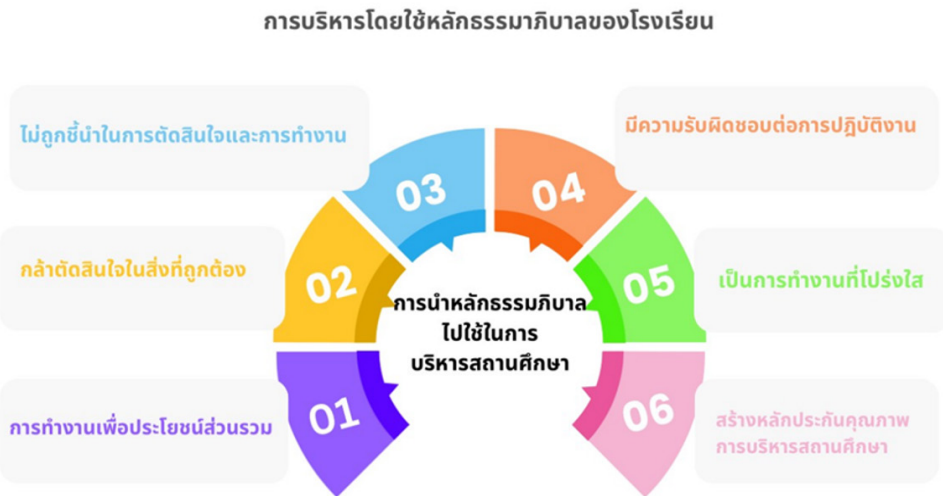 การบริหารโดยใช้หลักธรรมาภิบาลของโรงเรียน
ไม่ถูกชี้นำในการตัดสินใจและการทำงาน
03
04
มีความรับผิดชอบต่อการปฎิบัติงาน
กล้าตัดสินใจในสิ่งที่ถูกต้อง
02
05
เป็นการทำงานที่โปร่งใส
การนำหลักธรรมภิบาล
ไปใช้ในการ
บริหารสถานศึกษา
การทำงานเพื่อประโยชน์ส่วนรวม
01
06
สร้างหลักประกันคุณภาพ
การบริหารสถานศึกษา